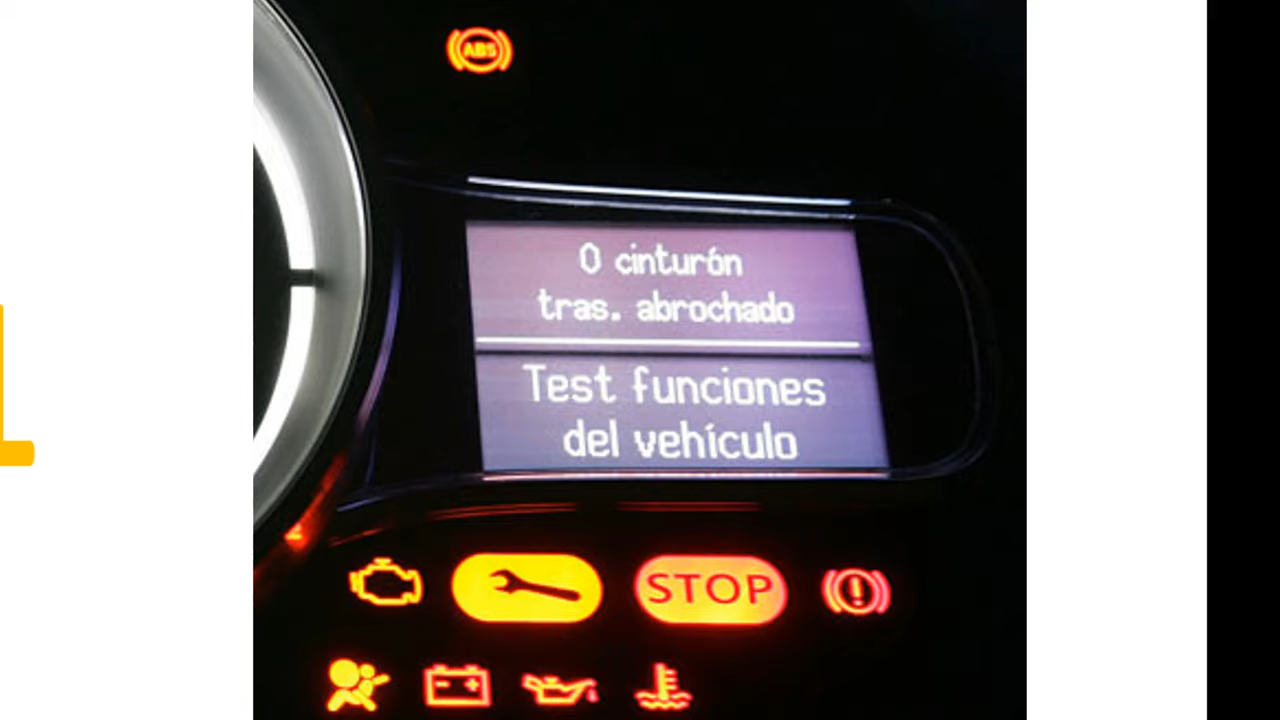 ABS
0 cinturón
tras. abrochado
Test funciones
del vehículo
STOP